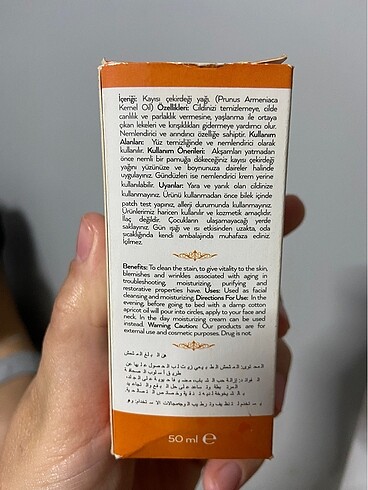 İçeriği: Kayısı çekirdeği yağı. (Prunus Armeniaca
Kernel Oil) Özellikleri: Cildinizi temizlemeye, cilde
canlılık ve parlaklık vermesine, yaşlanma ile ortaya
çıkan lekeleri ve kırışıklıkları gidermeye yardımcı olur.
Nemlendirici ve arındırıcı özelliğe sahiptir. Kullanım
Alanları: Yüz temizliğinde ve nemlendirici olarak
kullanılır. Kullanım Önerileri: Akşamları yatmadan
önce nemli bir pamuğa dökeceğiniz kayısı çekirdeği
yağını yüzünüze ve boynunuza daireler halinde
uygulayınız. Gündüzleri ise nemlendirici krem yerine
kullanılabilir. Uyarılar: Yara ve yanık olan cildinize
kullanmayınız. Ürünü kullanmadan önce bilek içinde
patch test yapınız, allerji durumunda kullanmayınız.
Ürünlerimiz haricen kullanılır ve kozmetik amaçlıdır.
İlaç değildir. Çocukların ulaşamayacağı yerde
saklayınız. Gün ışığı ve ısı etkisinden uzakta, oda
sıcaklığında kendi ambalajında muhafaza ediniz.
İçilmez.
Benefits: To clean the stain, to give vitality to the skin,
blemishes and wrinkles associated with aging in
troubleshooting, moisturizing, purifying and
restorative properties have. Uses: Used as facial
cleansing and moisturizing. Directions For Use: In the
evening, before going to bed with a damp cotton
apricot oil will pour into circles, apply to your face and
neck. In the day moisturizing cream can be used
instead. Warning Caution: Our products are for
external use and cosmetic purposes. Drug is not.
50 ml ℮